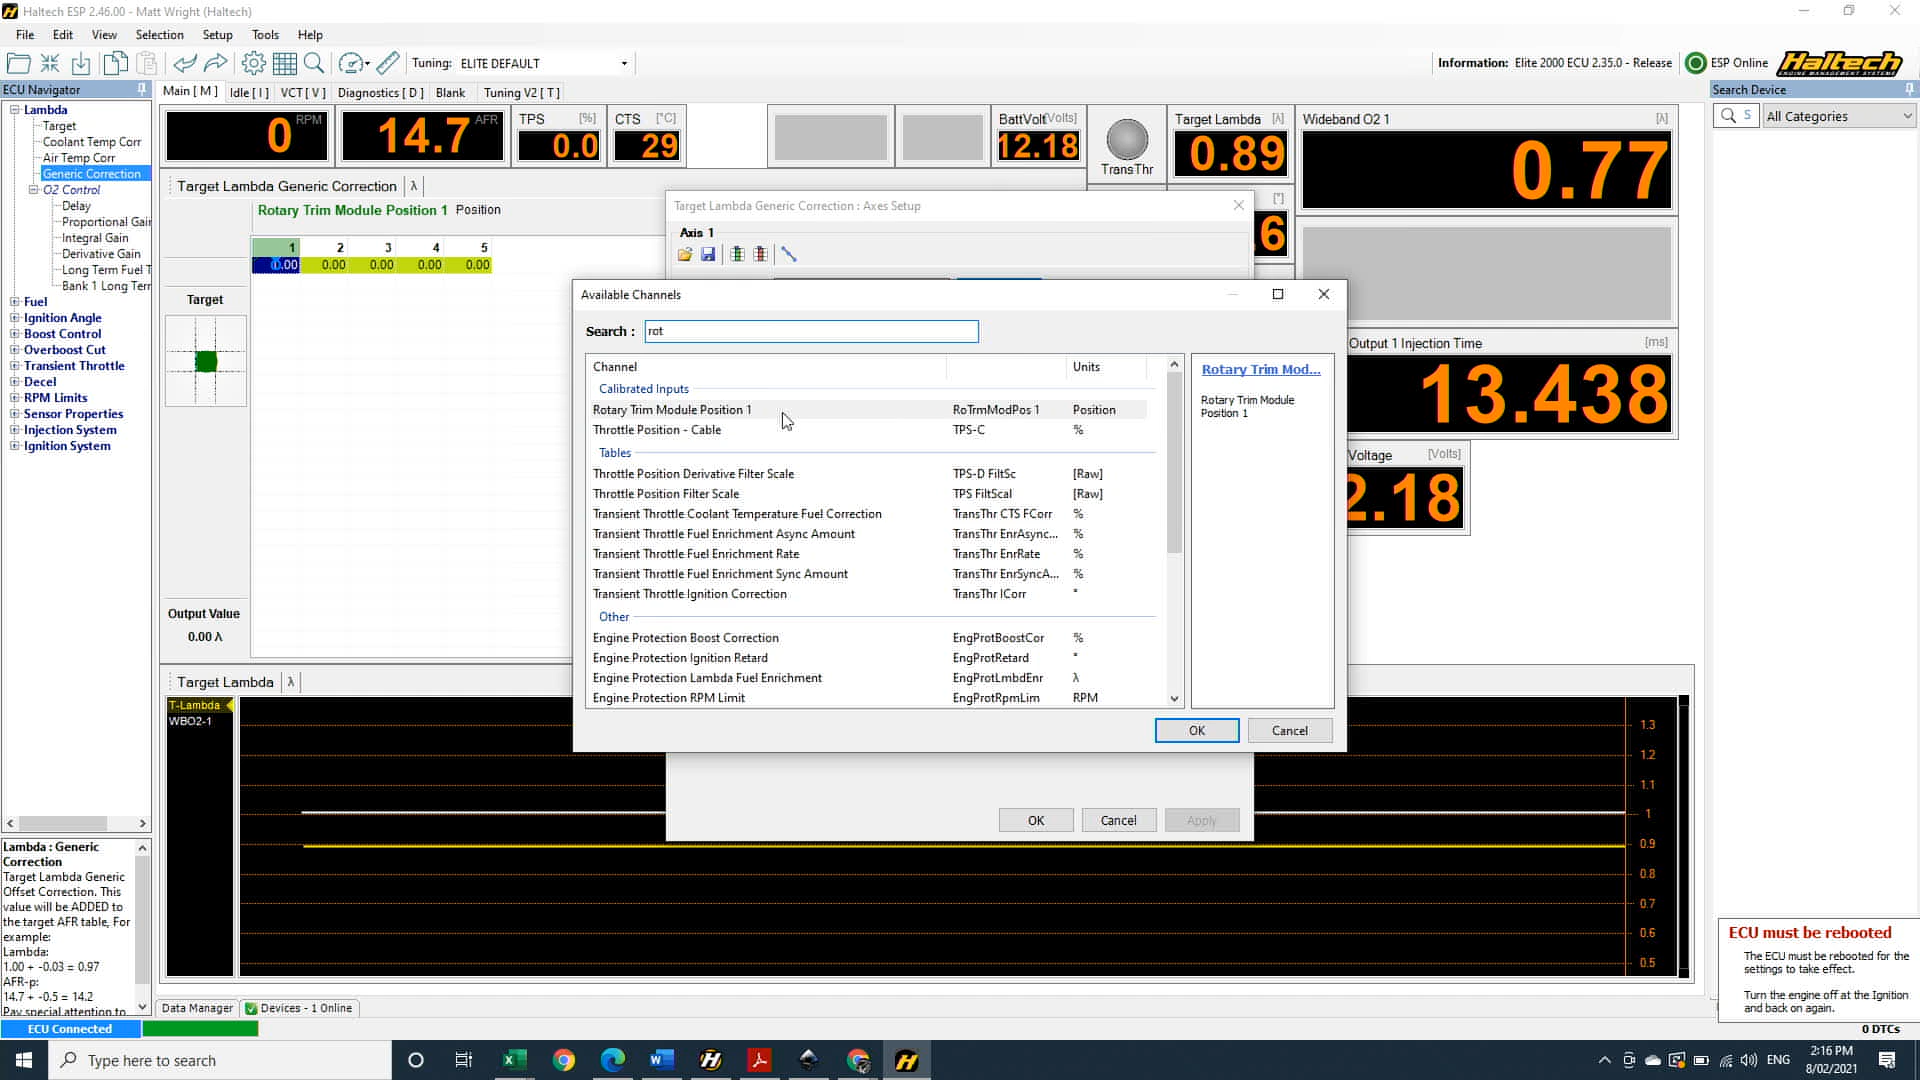 Haltech ESP 2.46.00 - Matt Wright (Haltech)
File Edit View Selection Setup Tools Help
Tuning: ELITE DEFAULT
Information: Elite 2000 ECU 2.35.0 - Release
ESP Online
Haltech
ENGINE MANAGEMENT SYSTEMS
ECU Navigator
Main [ M ] Idle [ I ] VCT [ V ] Diagnostics [ D ] Blank Tuning V2 [ T ]
Search Device
S All Categories
Lambda
Target
Coolant Temp Corr
Air Temp Corr
Generic Correction
O2 Control
Delay
Proportional Gain
Integral Gain
Derivative Gain
Long Term Fuel T
Bank 1 Long Terr
Fuel
Ignition Angle
Boost Control
Overboost Cut
Transient Throttle
Decel
RPM Limits
Sensor Properties
Injection System
Ignition System
0 RPM
14.7 AFR
TPS [%]
0.0
CTS [°C]
29
BattVolt [Volts]
12.18
TransThr
Target Lambda [λ]
0.89
Wideband O2 1 [λ]
0.77
[°]
6
Output 1 Injection Time [ms]
13.438
Voltage [Volts]
2.18
Target Lambda Generic Correction λ
Rotary Trim Module Position 1 Position
1 2 3 4 5
0.00 0.00 0.00 0.00 0.00
Target
Output Value
0.00 λ
Target Lambda Generic Correction : Axes Setup
Axis 1
Available Channels
Search : rot
Channel Units
Calibrated Inputs
Rotary Trim Module Position 1 RoTrmModPos 1 Position
Throttle Position - Cable TPS-C %
Tables
Throttle Position Derivative Filter Scale TPS-D FiltSc [Raw]
Throttle Position Filter Scale TPS FiltScal [Raw]
Transient Throttle Coolant Temperature Fuel Correction TransThr CTS FCorr %
Transient Throttle Fuel Enrichment Async Amount TransThr EnrAsync... %
Transient Throttle Fuel Enrichment Rate TransThr EnrRate %
Transient Throttle Fuel Enrichment Sync Amount TransThr EnrSyncA... %
Transient Throttle Ignition Correction TransThr ICorr °
Other
Engine Protection Boost Correction EngProtBoostCor %
Engine Protection Ignition Retard EngProtRetard °
Engine Protection Lambda Fuel Enrichment EngProtLmbdEnr λ
Engine Protection RPM Limit EngProtRpmLim RPM
Rotary Trim Mod...
Rotary Trim Module
Position 1
OK Cancel
OK Cancel Apply
Target Lambda λ
T-Lambda
WBO2-1
1.3
1.2
1.1
1
0.9
0.8
0.7
0.6
0.5
Lambda : Generic
Correction
Target Lambda Generic
Offset Correction. This
value will be ADDED to
the target AFR table, For
example:
Lambda:
1.00 + -0.03 = 0.97
AFR-p:
14.7 + -0.5 = 14.2
Pay special attention to
ECU must be rebooted
The ECU must be rebooted for the
settings to take effect.
Turn the engine off at the Ignition
and back on again.
Data Manager Devices - 1 Online
ECU Connected
0 DTCs
Type here to search
ENG
2:16 PM
8/02/2021